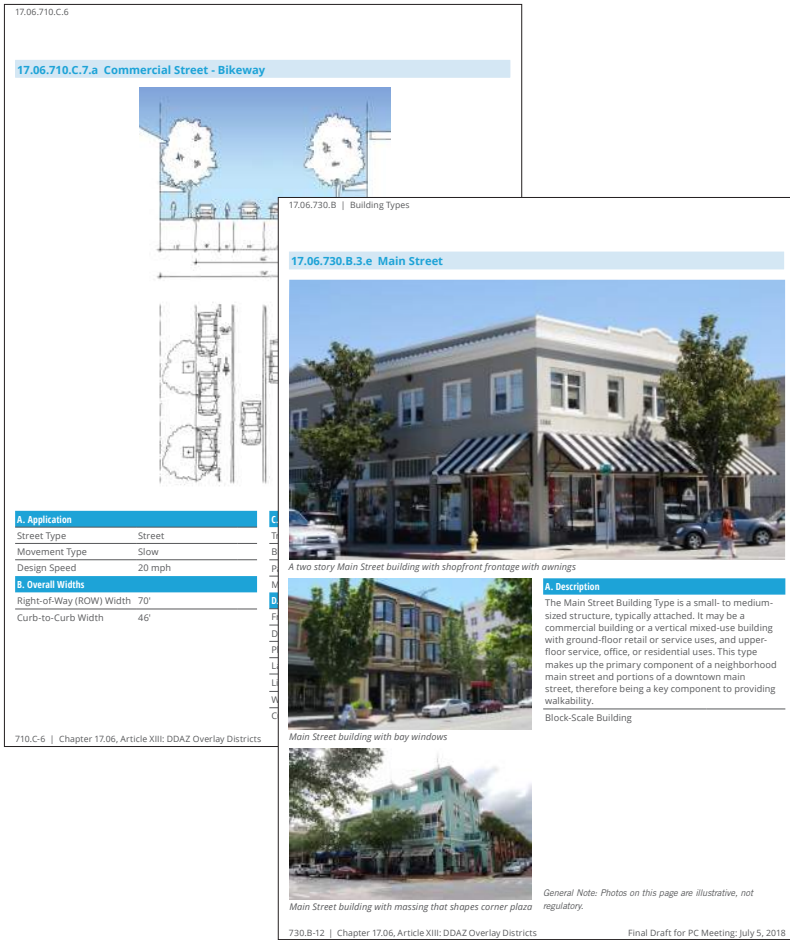 17.06.710.C.6
17.06.710.C.7.a Commercial Street - Bikeway
A. Application
Street Type Street
Movement Type Slow
Design Speed 20 mph
B. Overall Widths
Right-of-Way (ROW) Width 70'
Curb-to-Curb Width 46'
C.
D.
710.C-6 | Chapter 17.06, Article XIII: DDAZ Overlay Districts
17.06.730.B | Building Types
17.06.730.B.3.e Main Street
A two story Main Street building with shopfront frontage with awnings
Main Street building with bay windows
Main Street building with massing that shapes corner plaza
A. Description
The Main Street Building Type is a small- to medium-
sized structure, typically attached. It may be a
commercial building or a vertical mixed-use building
with ground-floor retail or service uses, and upper-
floor service, office, or residential uses. This type
makes up the primary component of a neighborhood
main street and portions of a downtown main
street, therefore being a key component to providing
walkability.
Block-Scale Building
General Note: Photos on this page are illustrative, not
regulatory.
730.B-12 | Chapter 17.06, Article XIII: DDAZ Overlay Districts
Final Draft for PC Meeting: July 5, 2018